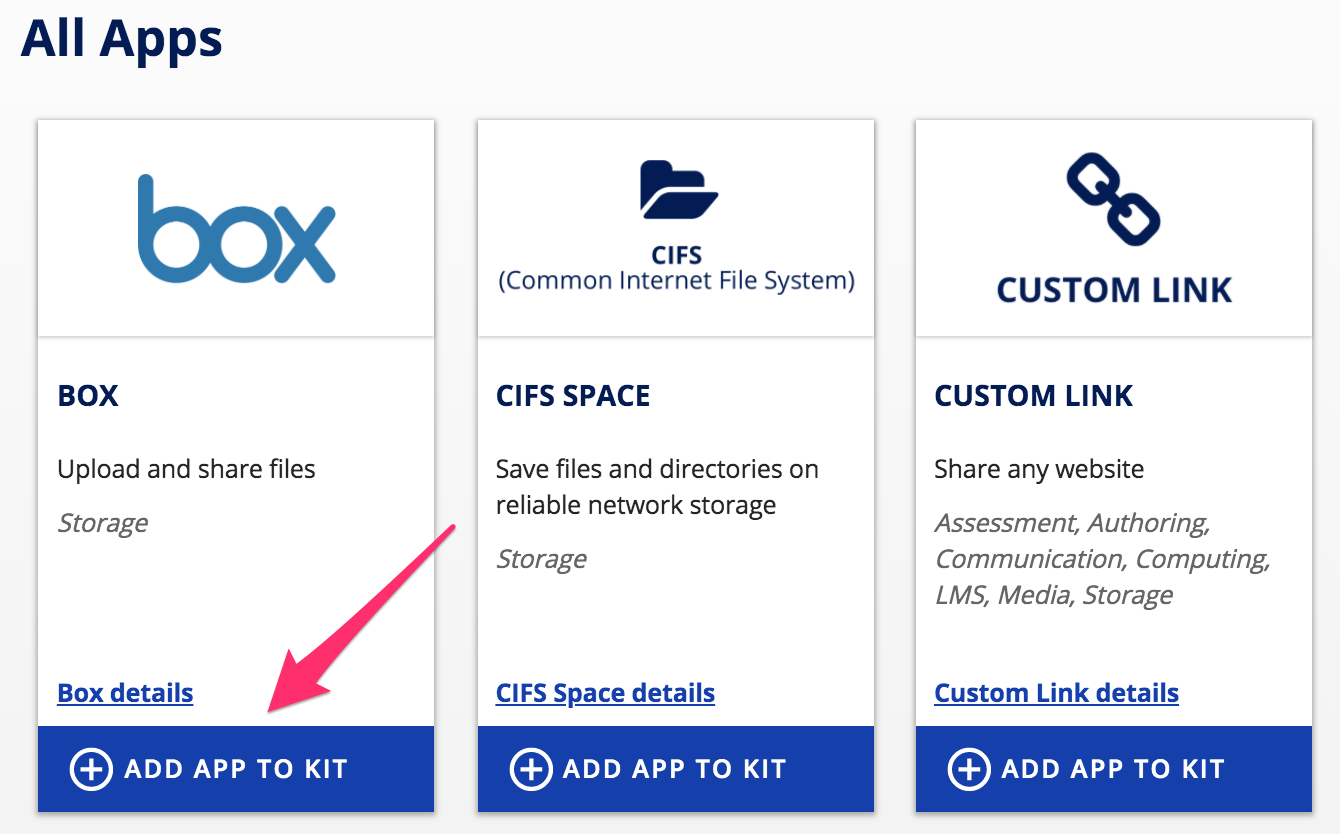 All Apps
box
CIFS
(Common Internet File System)
CUSTOM LINK
BOX
Upload and share files
Storage
Box details
ADD APP TO KIT
CIFS SPACE
Save files and directories on
reliable network storage
Storage
CIFS Space details
ADD APP TO KIT
CUSTOM LINK
Share any website
Assessment, Authoring,
Communication, Computing,
LMS, Media, Storage
Custom Link details
ADD APP TO KIT